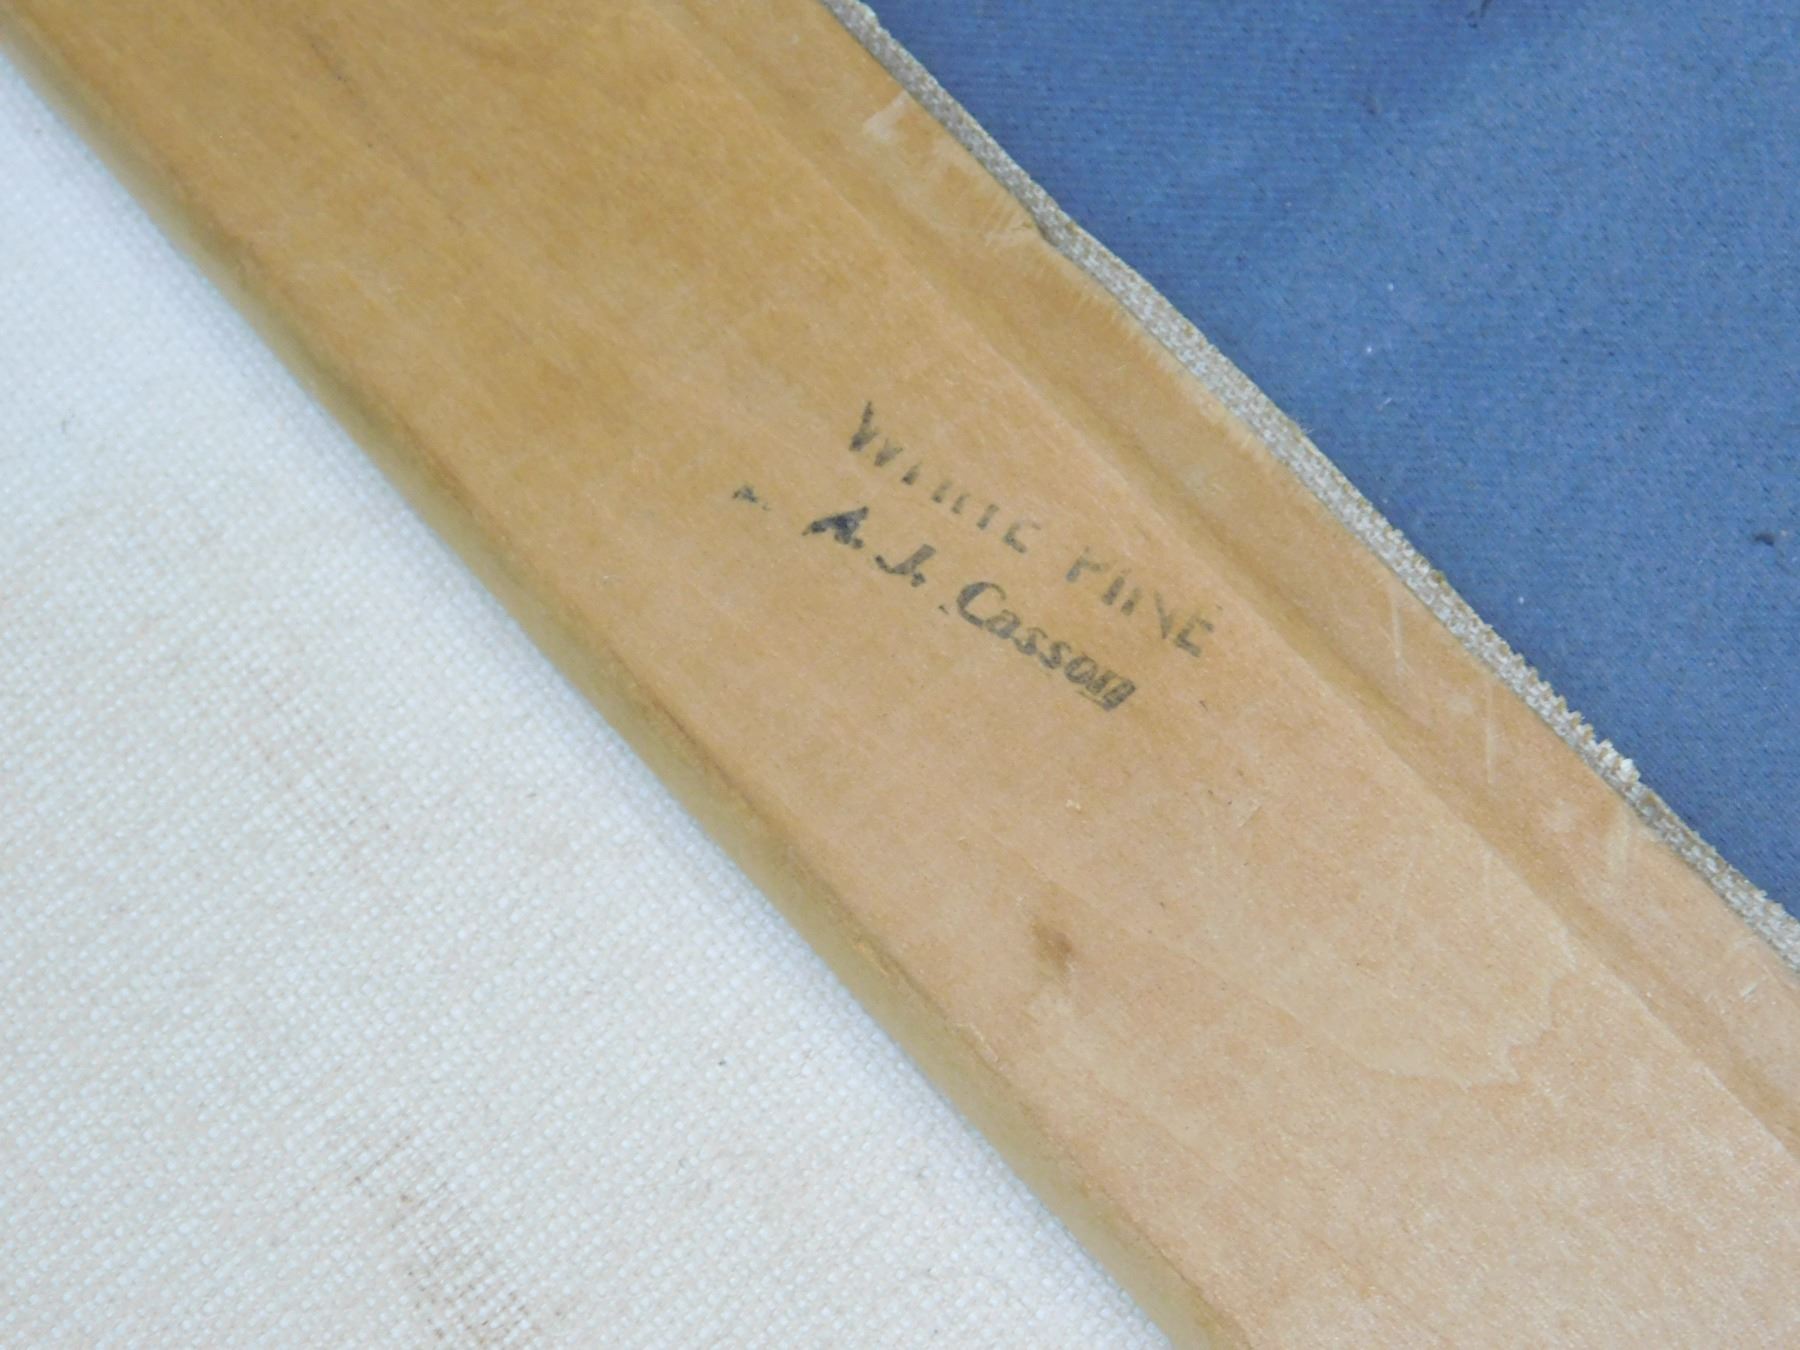 WHITE PINE
A. J. Casson